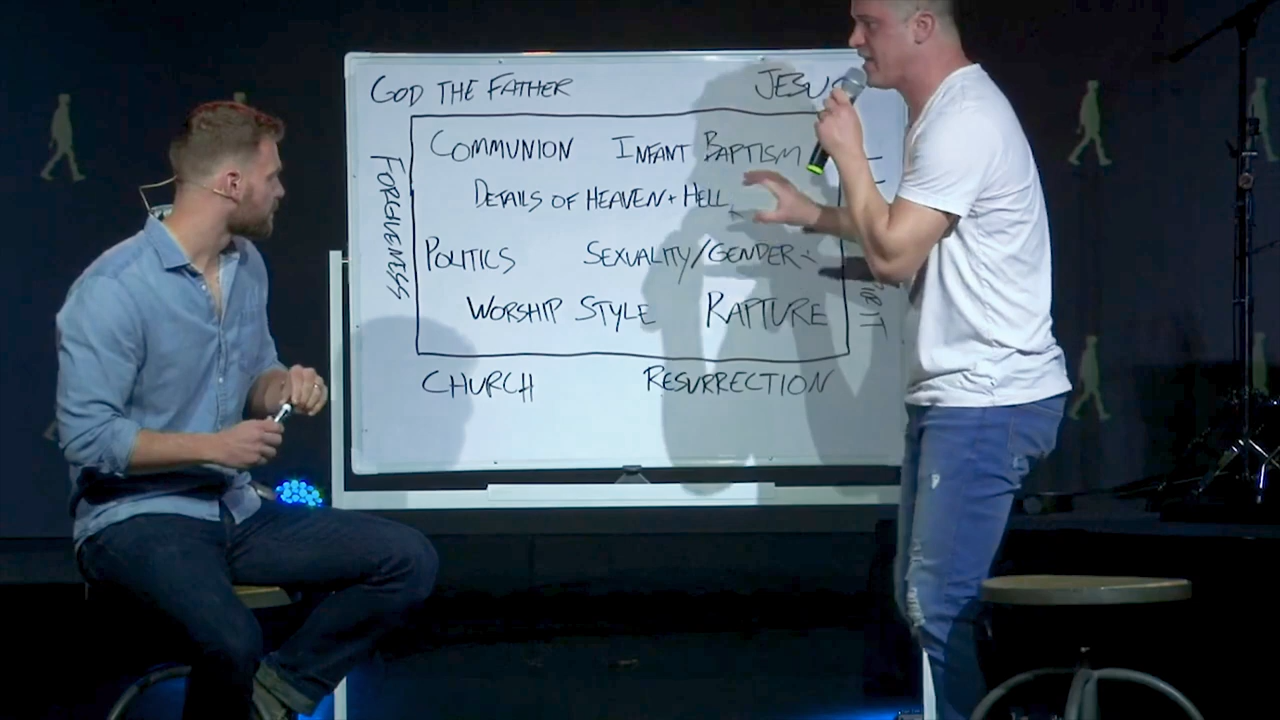 GOD THE FATHER JESUS
COMMUNION INFANT BAPTISM
DETAILS OF HEAVEN + HELL
FORGIVENESS
POLITICS SEXUALITY/GENDER
WORSHIP STYLE RAPTURE
CHURCH RESURRECTION